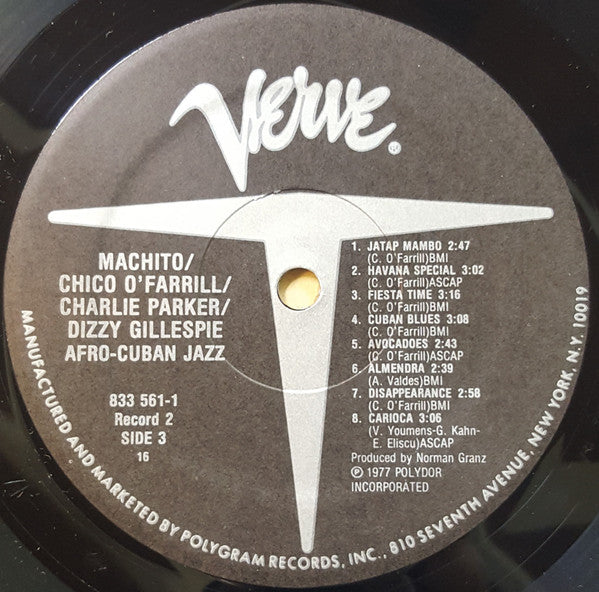 Verve®
MACHITO/
CHICO O'FARRILL/
CHARLIE PARKER/
DIZZY GILLESPIE
AFRO-CUBAN JAZZ
833 561-1
Record 2
SIDE 3
16
1. JATAP MAMBO 2:47
(C. O'Farrill)BMI
2. HAVANA SPECIAL 3:02
(C. O'Farrill)ASCAP
3. FIESTA TIME 3:16
(C. O'Farrill)BMI
4. CUBAN BLUES 3:08
(C. O'Farrill)BMI
5. AVOCADOES 2:43
(C. O'Farrill)ASCAP
6. ALMENDRA 2:39
(A. Valdes)BMI
7. DISAPPEARANCE 2:58
(C. O'Farrill)BMI
8. CARIOCA 3:06
(V. Youmens-G. Kahn-
E. Eliscu)ASCAP
Produced by Norman Granz
℗ 1977 POLYDOR
INCORPORATED
MANUFACTURED AND MARKETED BY POLYGRAM RECORDS, INC., 810 SEVENTH AVENUE, NEW YORK, N.Y. 10019